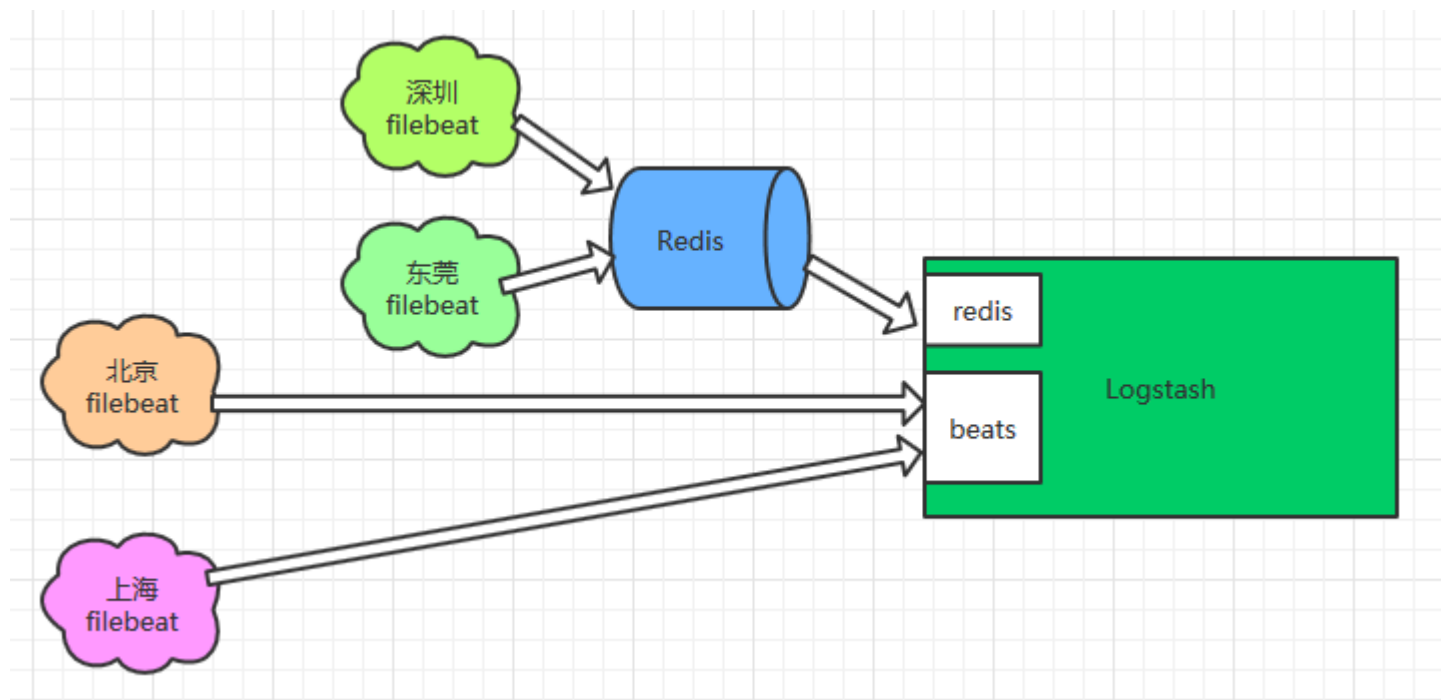 深圳
filebeat
东莞
filebeat
Redis
北京
filebeat
上海
filebeat
redis
beats
Logstash